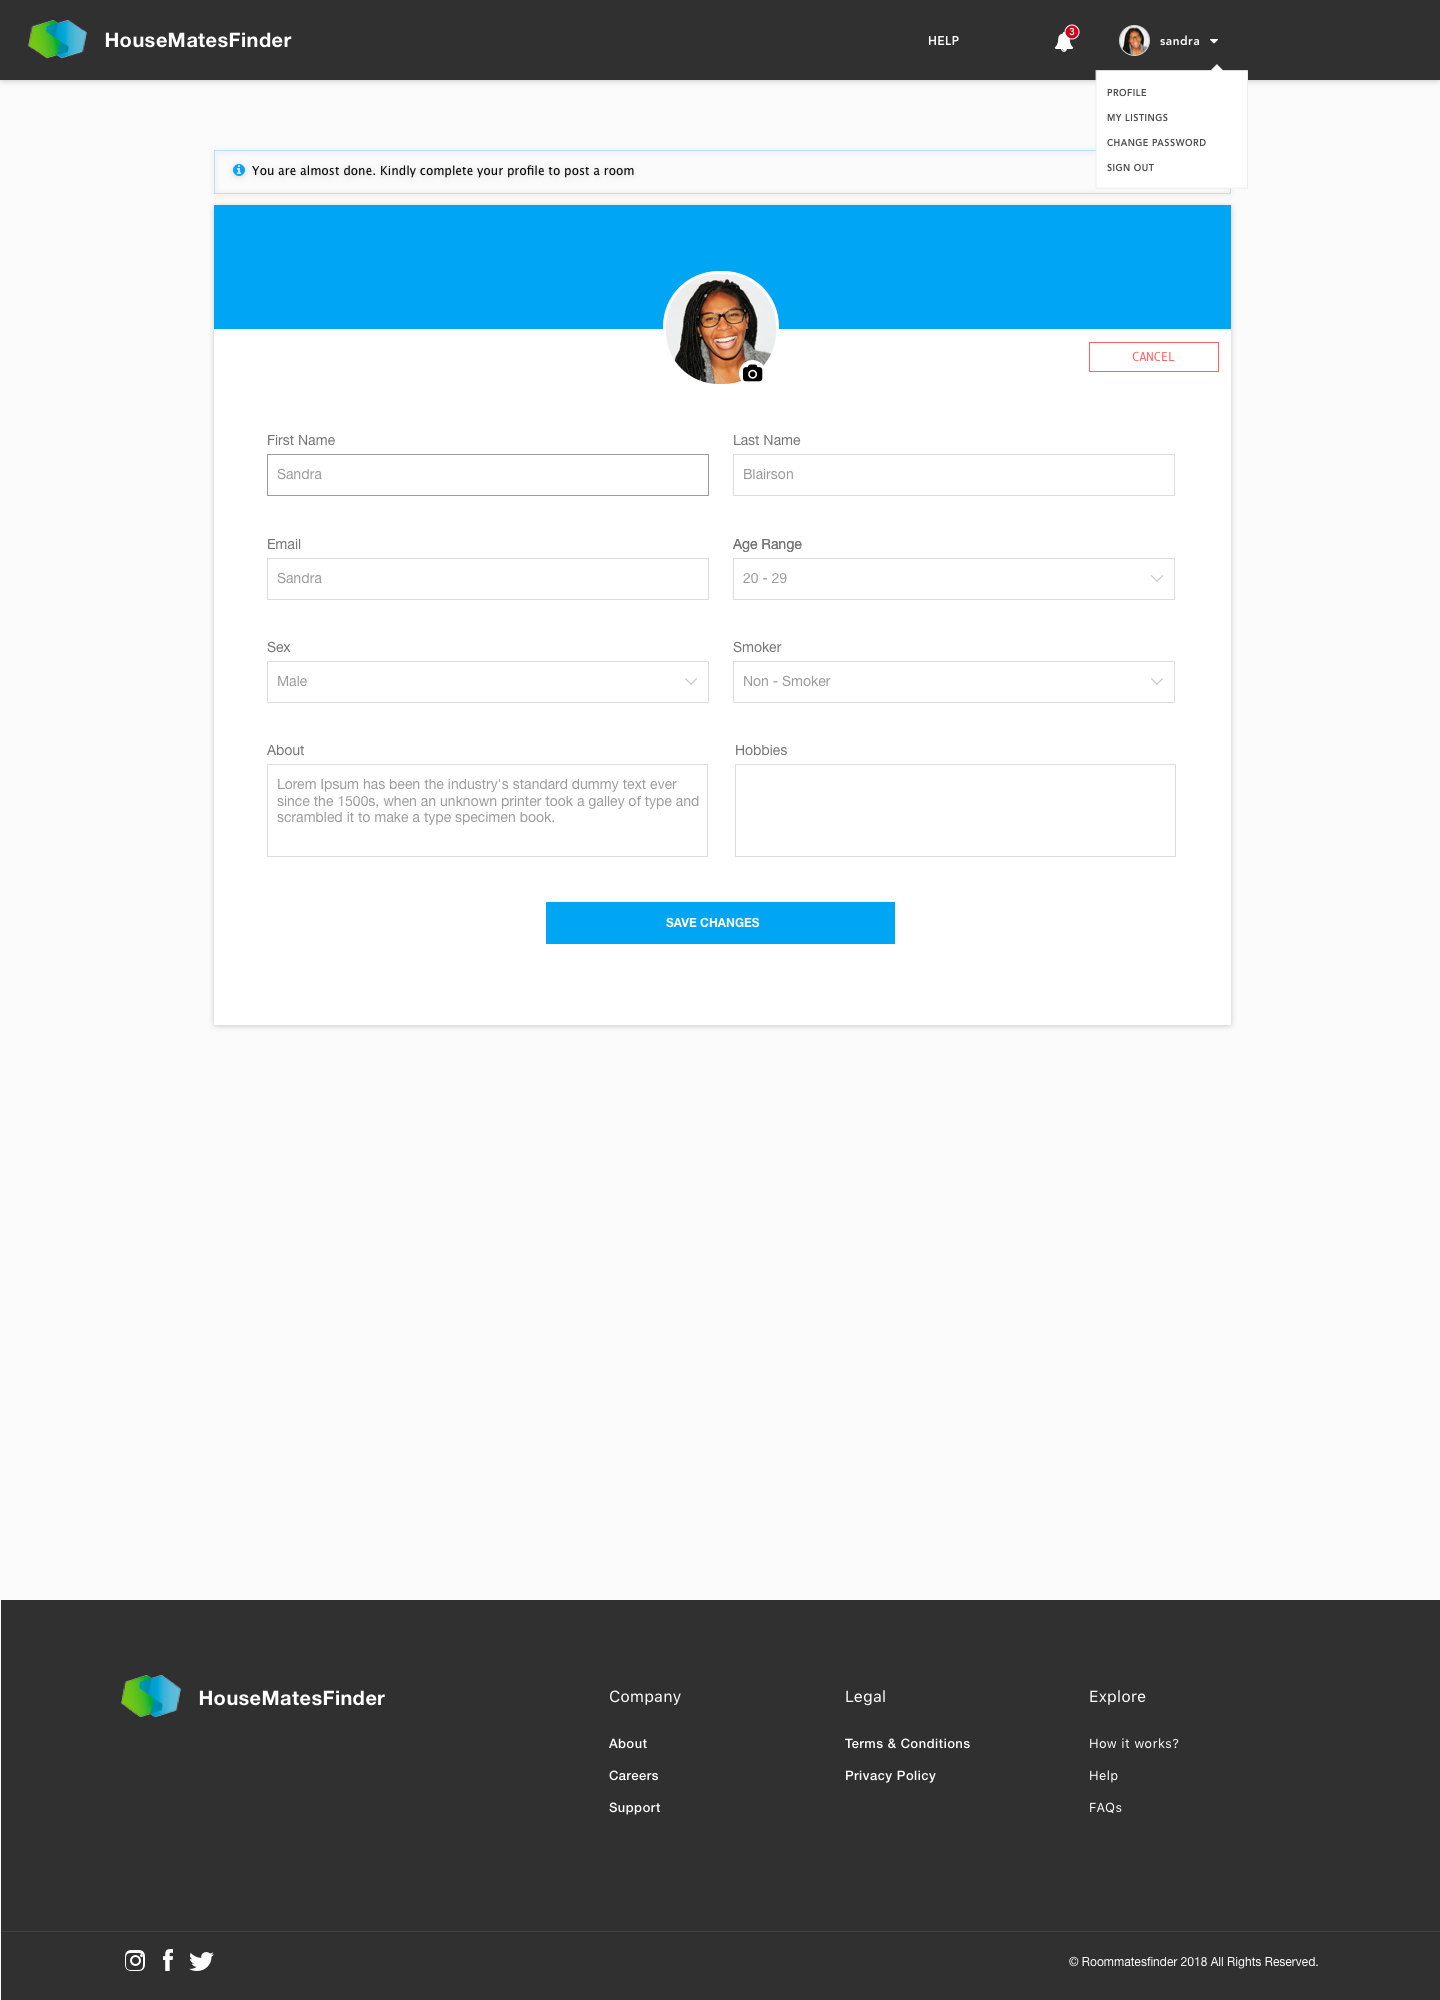 HouseMatesFinder
HELP
3
sandra
PROFILE
MY LISTINGS
CHANGE PASSWORD
SIGN OUT
You are almost done. Kindly complete your profile to post a room
CANCEL
First Name
Last Name
Sandra
Blairson
Email
Age Range
Sandra
20 - 29
Sex
Smoker
Male
Non - Smoker
About
Hobbies
Lorem Ipsum has been the industry's standard dummy text ever
since the 1500s, when an unknown printer took a galley of type and
scrambled it to make a type specimen book.
SAVE CHANGES
HouseMatesFinder
Company
About
Careers
Support
Legal
Terms & Conditions
Privacy Policy
Explore
How it works?
Help
FAQs
© Roommatesfinder 2018 All Rights Reserved.